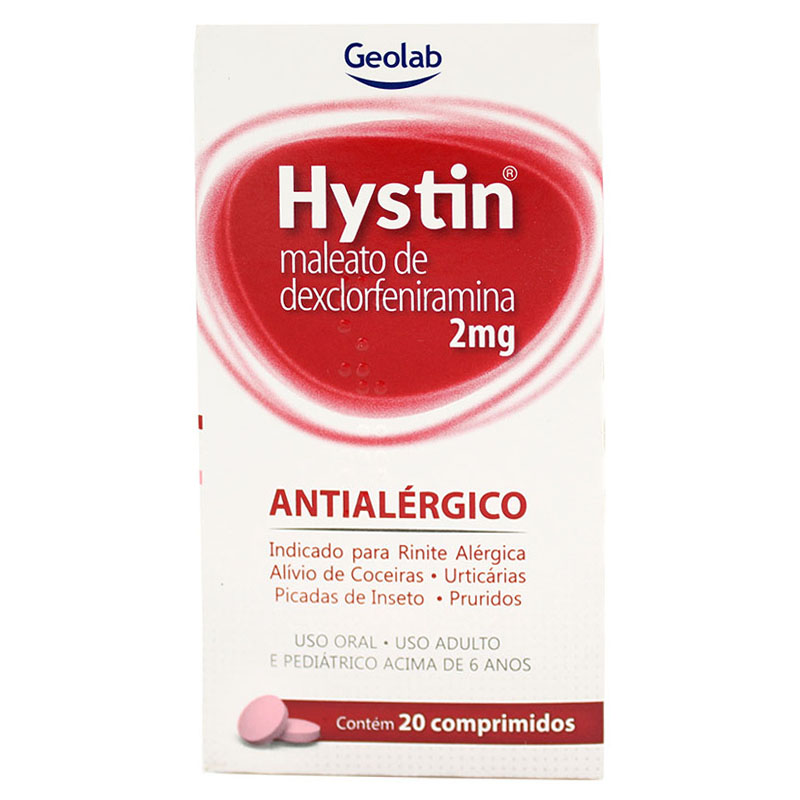 Geolab
Hystin®
maleato de
dexclorfeniramina
2mg
ANTIALÉRGICO
Indicado para Rinite Alérgica
Alívio de Coceiras • Urticárias
Picadas de Inseto • Pruridos
USO ORAL • USO ADULTO
E PEDIÁTRICO ACIMA DE 6 ANOS
Contém 20 comprimidos